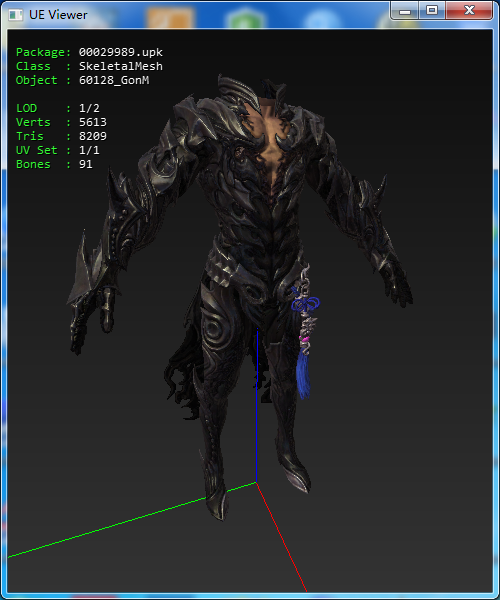 UE Viewer
Package: 00029989.upk
Class : SkeletalMesh
Object : 60128_GonM
LOD : 1/2
Verts : 5613
Tris : 8209
UV Set : 1/1
Bones : 91